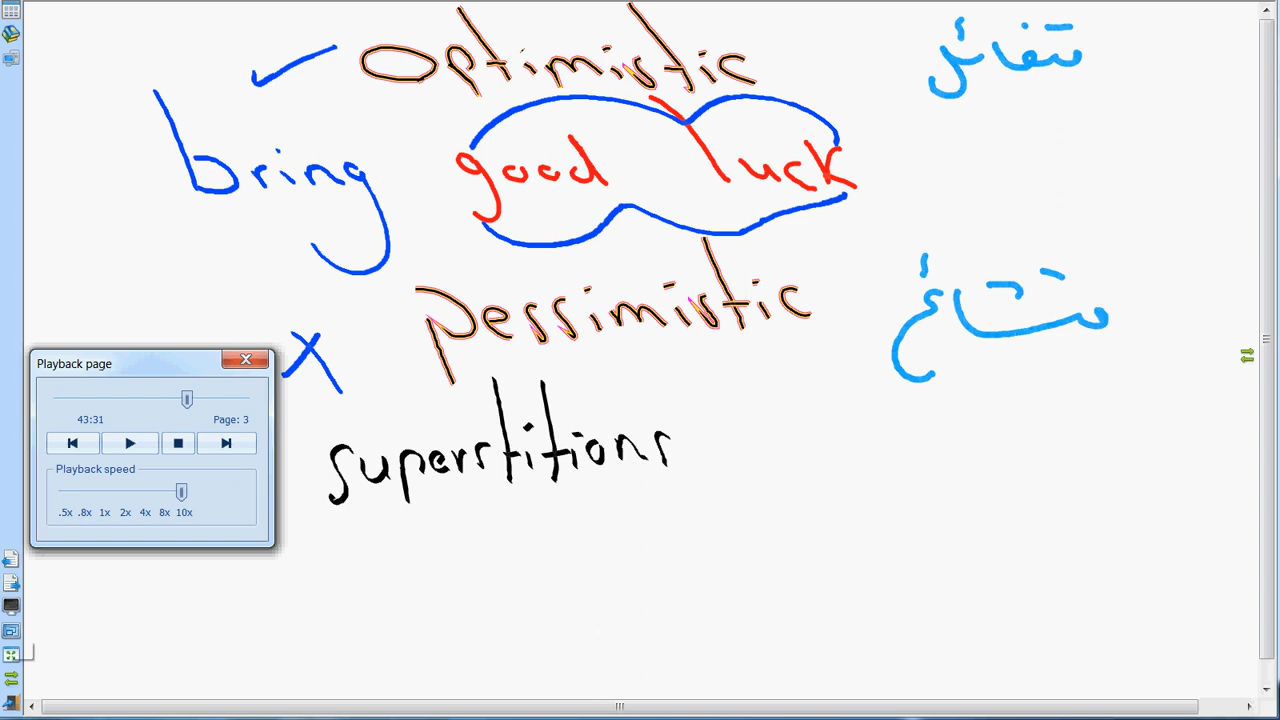 optimistic متفائل
bring good luck
pessimistic متشائم
superstitions
Playback page
43:31 Page: 3
Playback speed
.5x .8x 1x 2x 4x 8x 10x